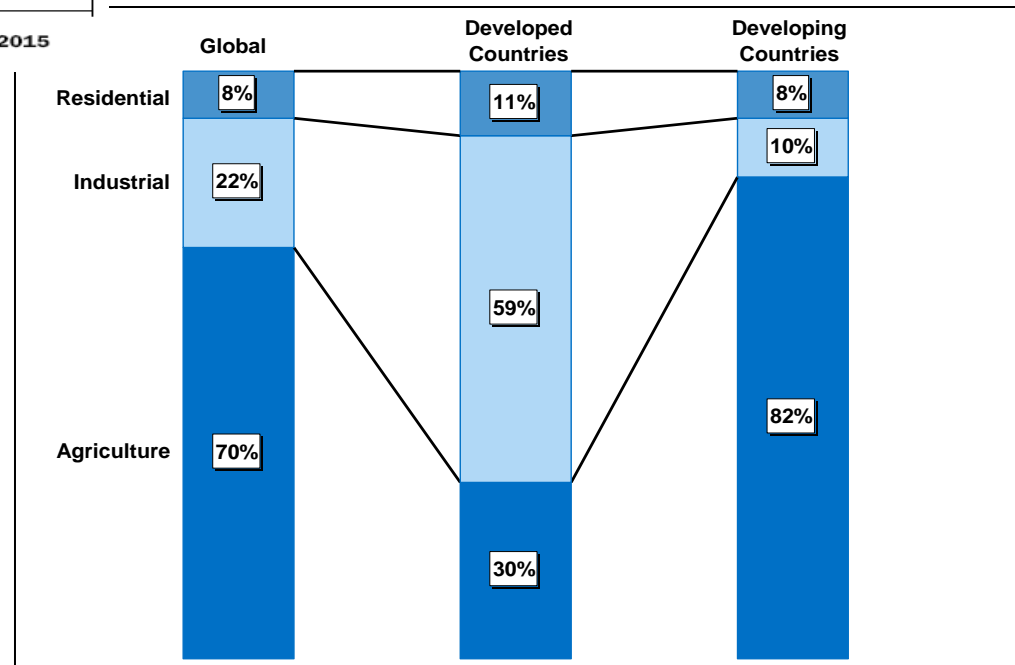 2015
Global
Developed
Countries
Developing
Countries
Residential
8%
11%
8%
Industrial
22%
59%
10%
Agriculture
70%
30%
82%